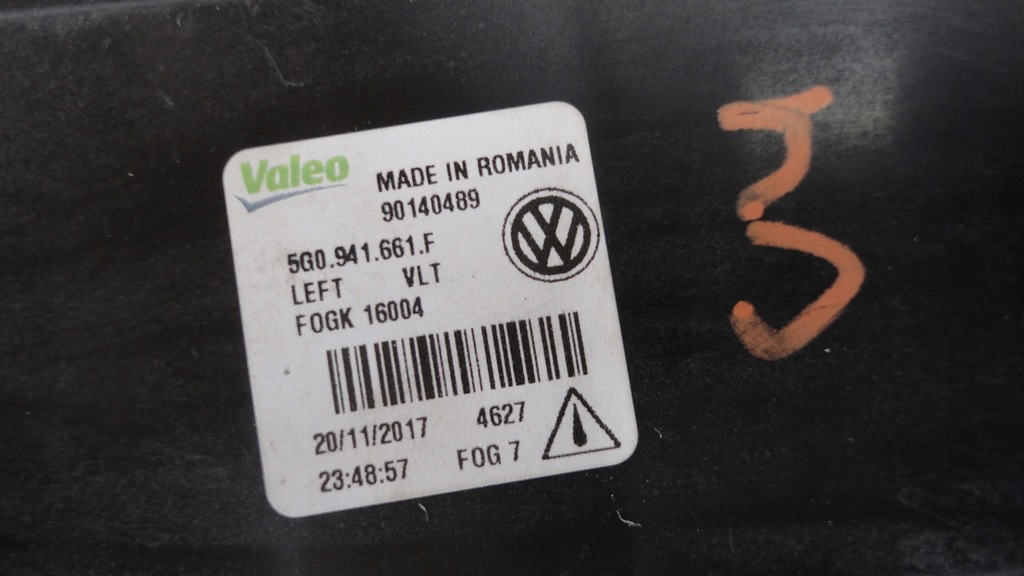 Valeo
MADE IN ROMANIA
90140489
5G0.941.661.F
LEFT VLT
FOGK 16004
20/11/2017 4627
23:48:57 FOG 7
3